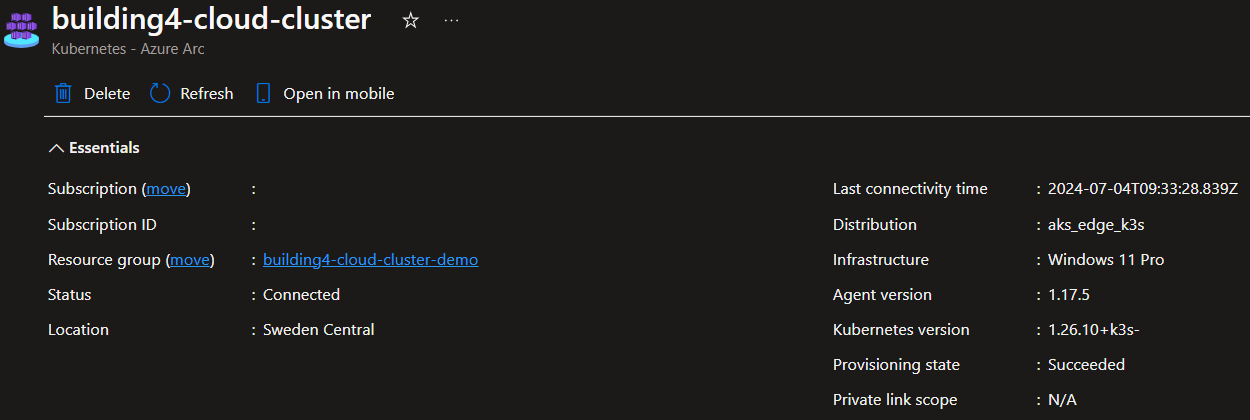 building4-cloud-cluster
Kubernetes - Azure Arc
Delete Refresh Open in mobile
Essentials
Subscription (move) :
Subscription ID :
Resource group (move) : building4-cloud-cluster-demo
Status : Connected
Location : Sweden Central
Last connectivity time : 2024-07-04T09:33:28.839Z
Distribution : aks_edge_k3s
Infrastructure : Windows 11 Pro
Agent version : 1.17.5
Kubernetes version : 1.26.10+k3s-
Provisioning state : Succeeded
Private link scope : N/A